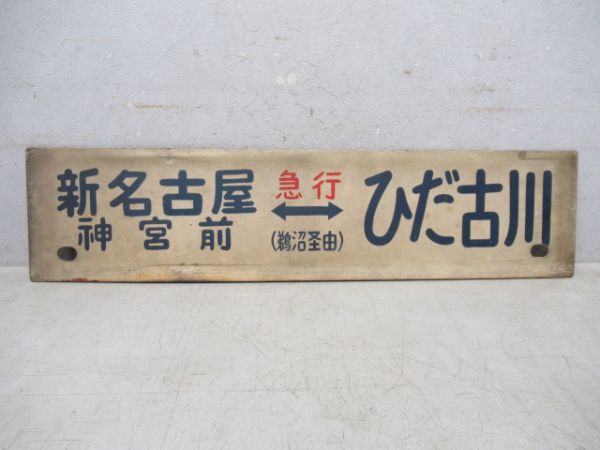 新名古屋
神宮前
急行
↔
(鵜沼経由)
ひだ古川